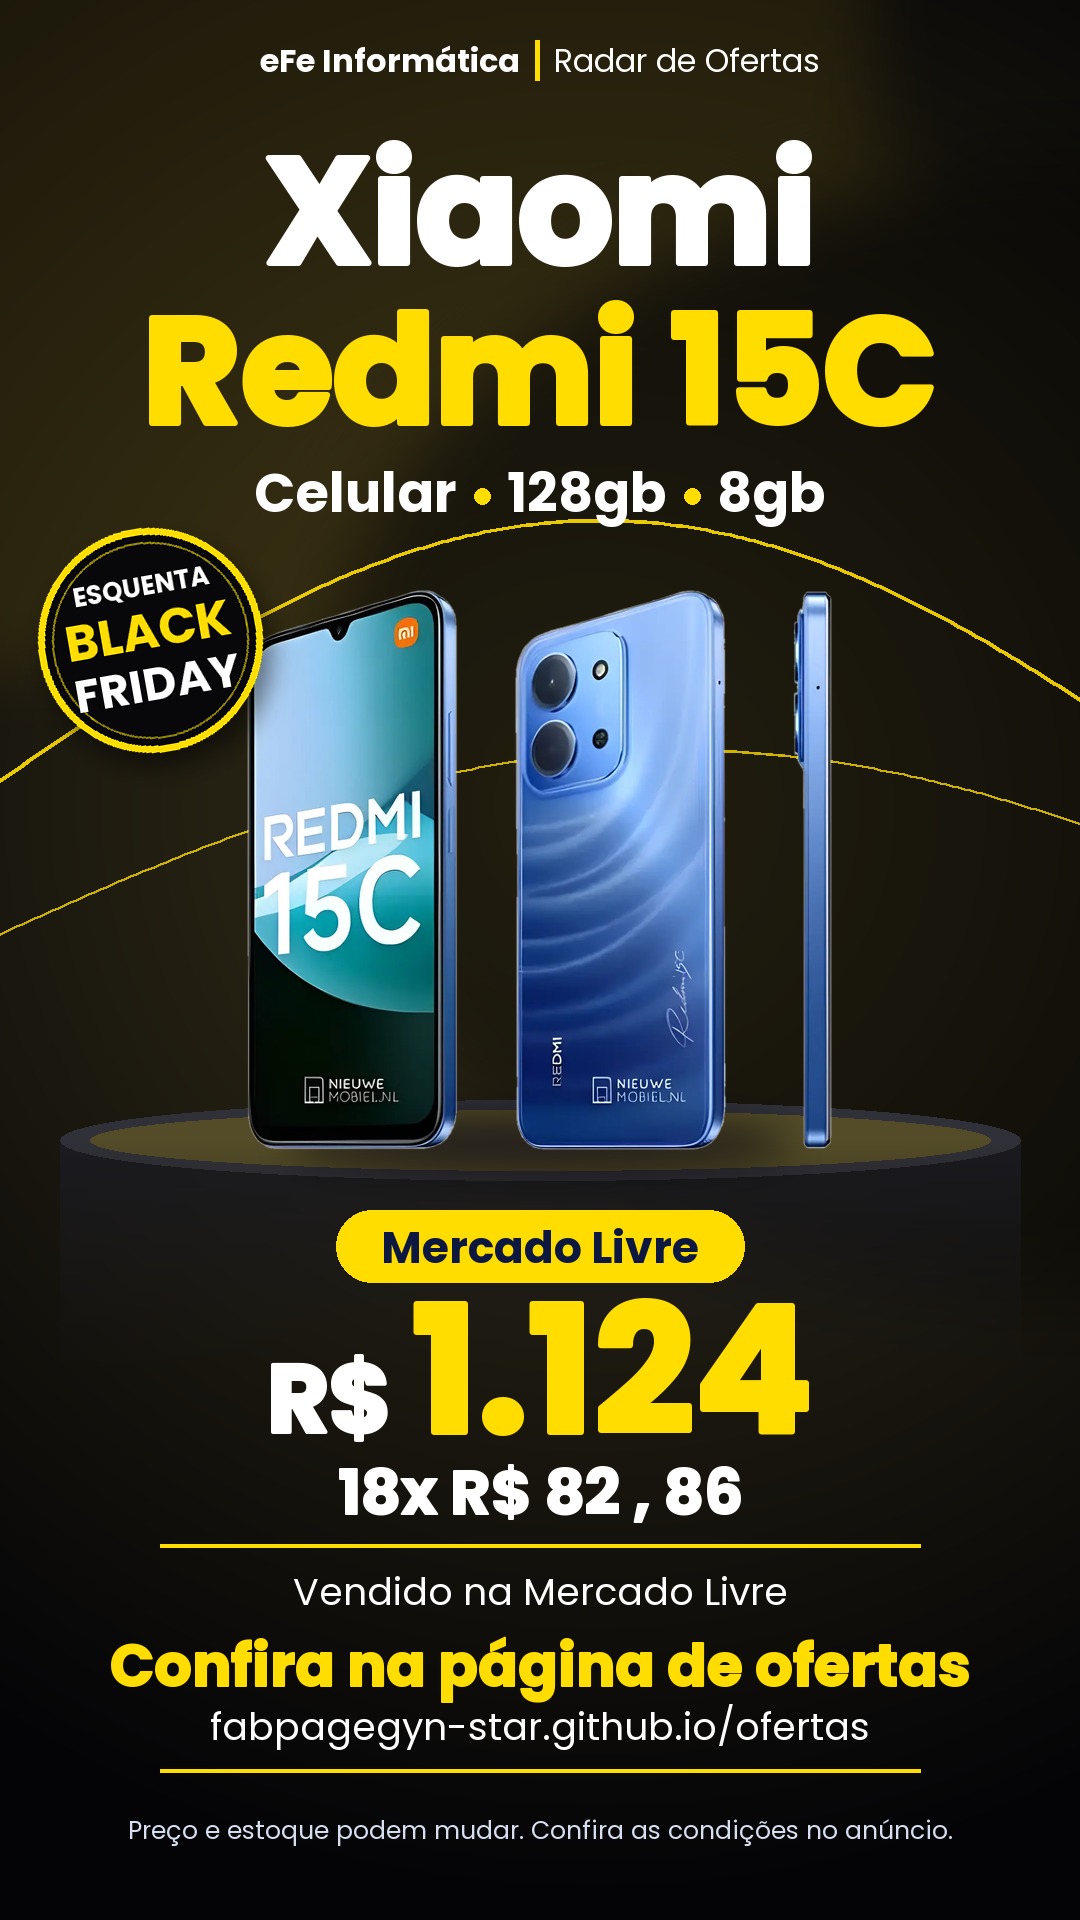 eFe Informática | Radar de Ofertas
Xiaomi
Redmi 15C
Celular • 128gb • 8gb
ESQUENTA
BLACK
FRIDAY
REDMI
15C
NIEUWE
MOBIEL.NL
Redmi 15C
REDMI
NIEUWE
MOBIEL.NL
Mercado Livre
R$ 1.124
18x R$ 82 , 86
Vendido na Mercado Livre
Confira na página de ofertas
fabpagegyn-star.github.io/ofertas
Preço e estoque podem mudar. Confira as condições no anúncio.